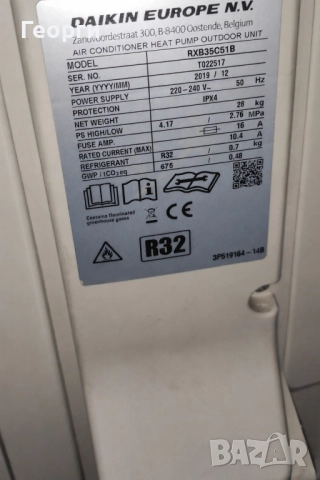 Георги
DAIKIN EUROPE N.V.
Zandvoordestraat 300, B-8400 Oostende, Belgium
AIR CONDITIONER HEAT PUMP OUTDOOR UNIT
MODEL RXB35C51B
SER. NO. T022517
YEAR (YYYY/MM) 2019 / 12
POWER SUPPLY 220-240 V~ 50 Hz
PROTECTION IPX4
NET WEIGHT 28 kg
PS HIGH/LOW 4.17 / 2.76 MPa
FUSE AMP. 16 A
RATED CURRENT (MAX) 10.4 A
REFRIGERANT R32 / 0.7 kg
GWP / tCO2eq 675 / 0.48
Contains fluorinated
greenhouse gases
CE
R32
3P519184-14B
BAZAR